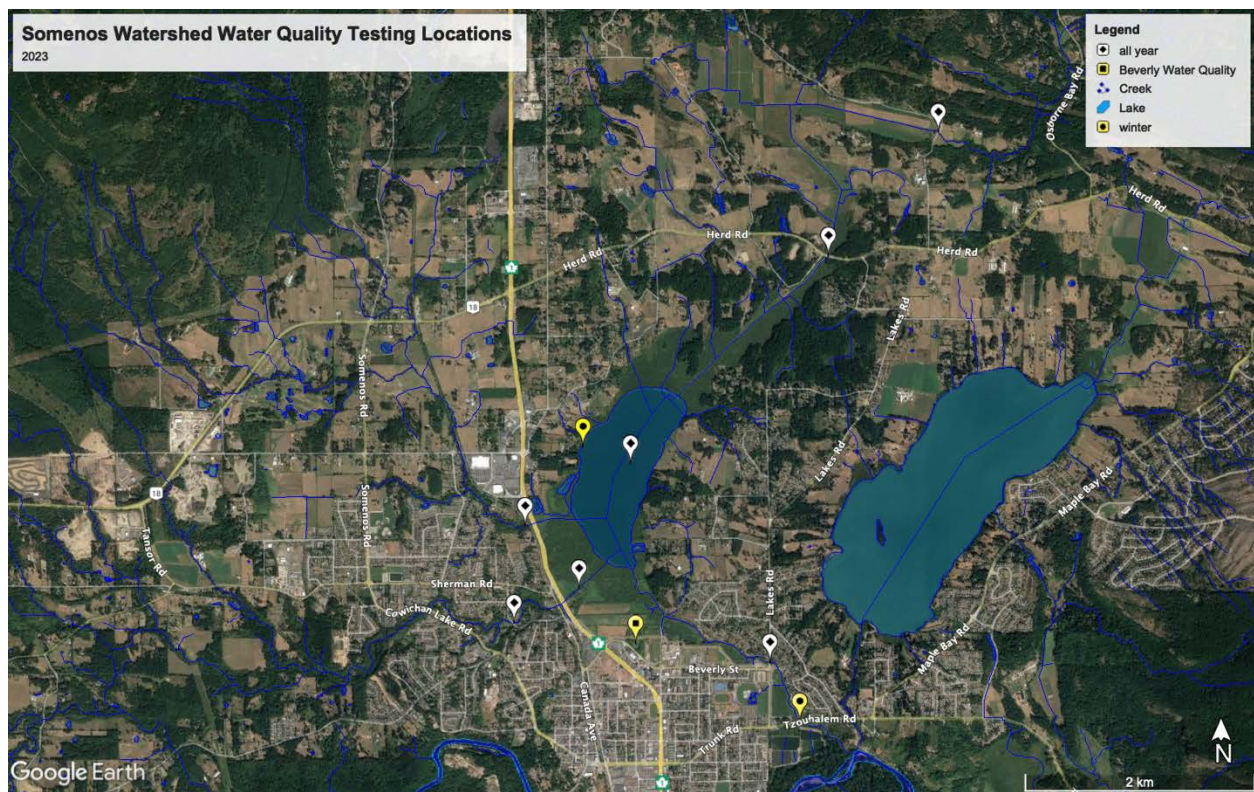 Somenos Watershed Water Quality Testing Locations
2023
Legend
all year
Beverly Water Quality
Creek
Lake
winter
Osborne Bay Rd
Herd Rd
Herd Rd
Herd Rd
Herd Rd
1
18
Lakes Rd
Somenos Rd
Lakes Rd
Maple Bay Rd
18
Somenos Rd
Tansor Rd
Sherman Rd
Lakes Rd
Cowichan Lake Rd
1
Maple Bay Rd
Beverly St
Canada Ave
Tzouhalem Rd
Trunk Rd
1
N
Google Earth
2 km